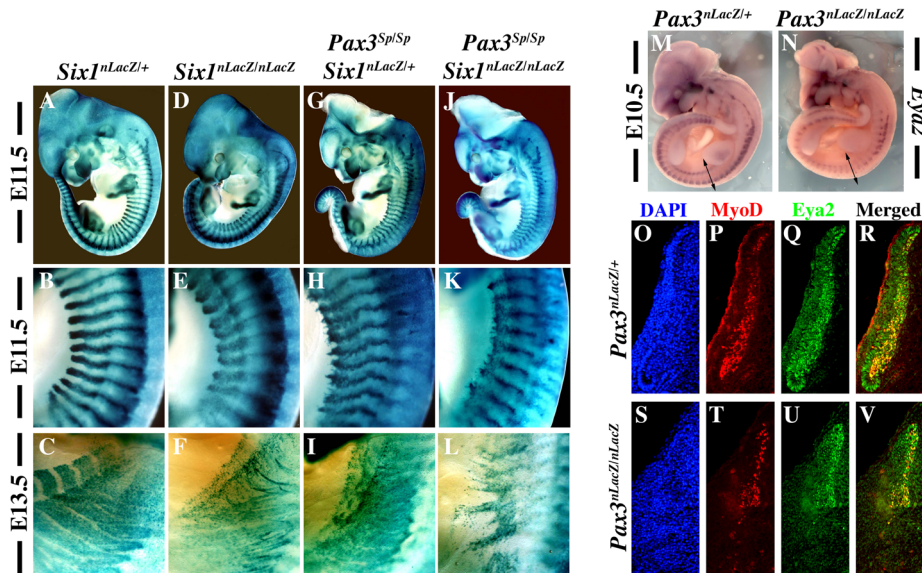 Six1nLacZ/+
Six1nLacZ/nLacZ
Pax3Sp/Sp
Six1nLacZ/+
Pax3Sp/Sp
Six1nLacZ/nLacZ
E11.5
A
D
G
J
E11.5
B
E
H
K
E13.5
C
F
I
L
Pax3nLacZ/+
Pax3nLacZ/nLacZ
E10.5
M
N
Eya2
DAPI
MyoD
Eya2
Merged
Pax3nLacZ/+
O
P
Q
R
Pax3nLacZ/nLacZ
S
T
U
V